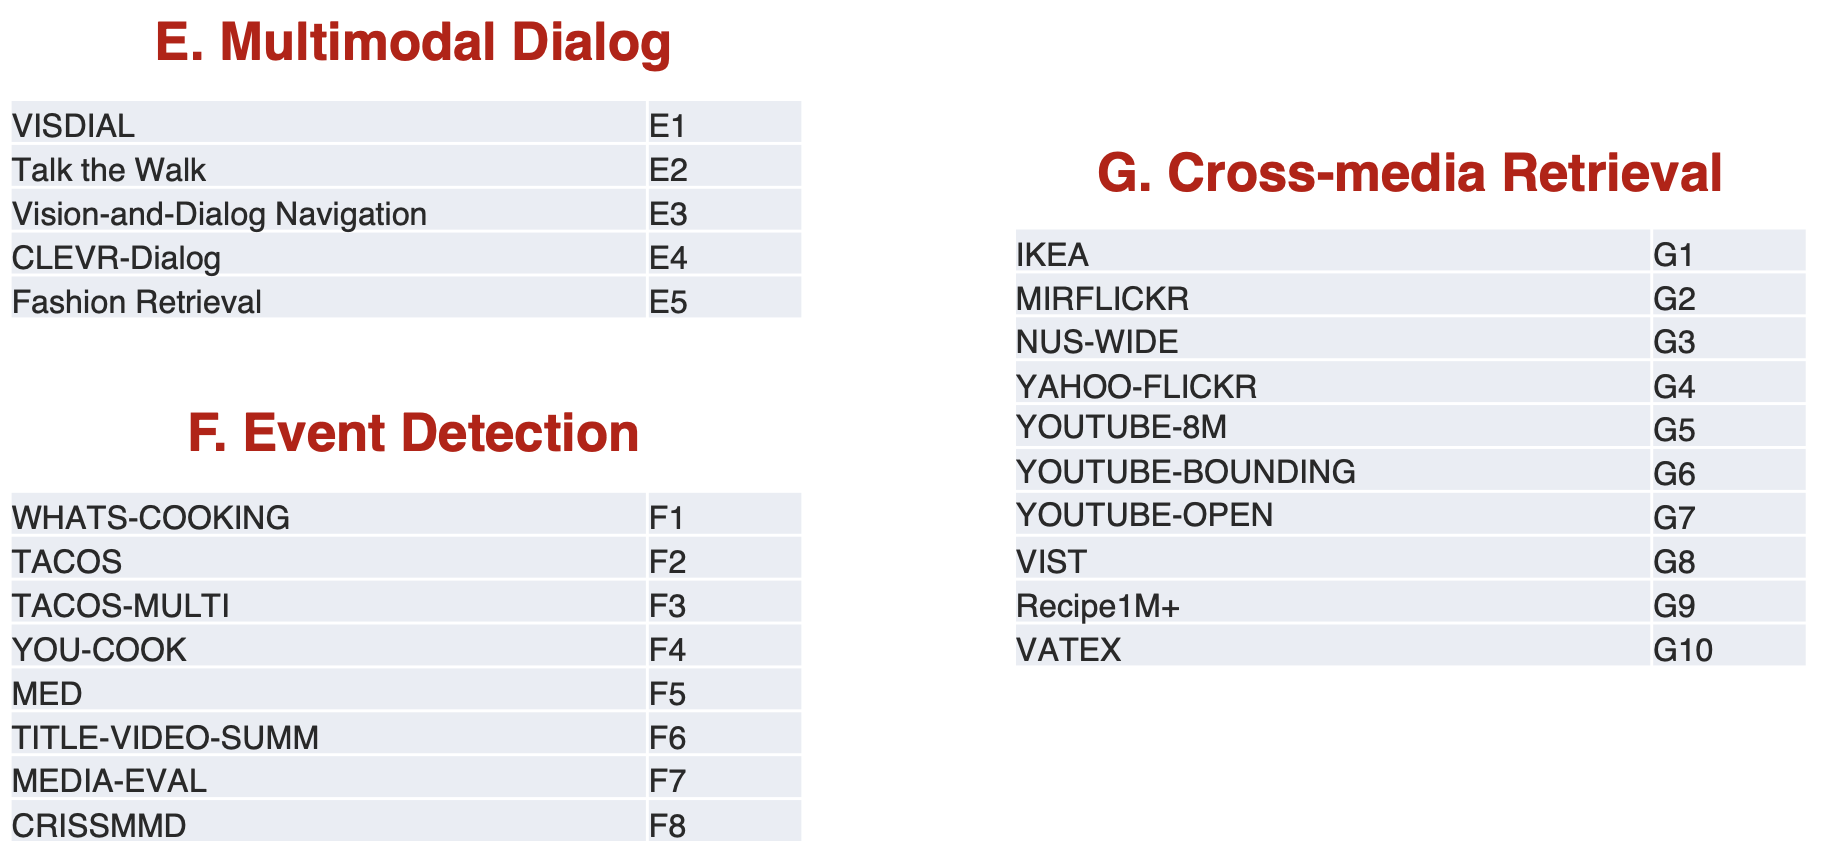 E. Multimodal Dialog
VISDIAL E1
Talk the Walk E2
Vision-and-Dialog Navigation E3
CLEVR-Dialog E4
Fashion Retrieval E5
F. Event Detection
WHATS-COOKING F1
TACOS F2
TACOS-MULTI F3
YOU-COOK F4
MED F5
TITLE-VIDEO-SUMM F6
MEDIA-EVAL F7
CRISSMMD F8
G. Cross-media Retrieval
IKEA G1
MIRFLICKR G2
NUS-WIDE G3
YAHOO-FLICKR G4
YOUTUBE-8M G5
YOUTUBE-BOUNDING G6
YOUTUBE-OPEN G7
VIST G8
Recipe1M+ G9
VATEX G10